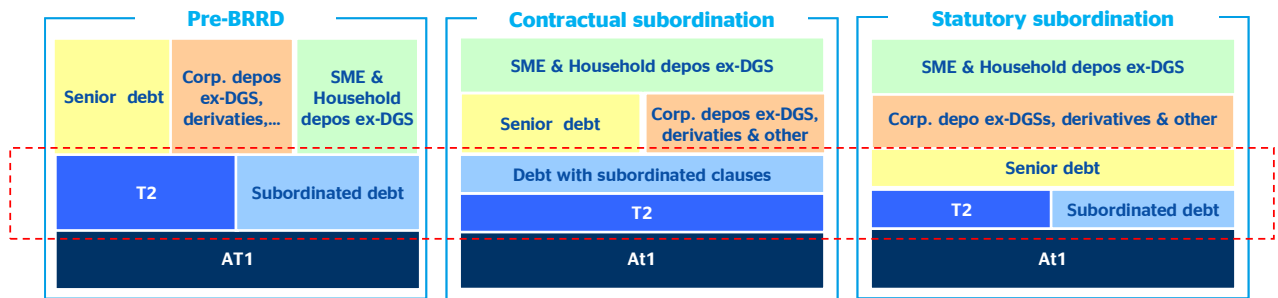 Pre-BRRD
Senior debt
Corp. depos
ex-DGS,
derivaties,...
SME &
Household
depos ex-DGS
T2
Subordinated debt
AT1
Contractual subordination
SME & Household depos ex-DGS
Senior debt
Corp. depos ex-DGS,
derivaties & other
Debt with subordinated clauses
T2
At1
Statutory subordination
SME & Household depos ex-DGS
Corp. depo ex-DGSs, derivatives & other
Senior debt
T2
Subordinated debt
At1